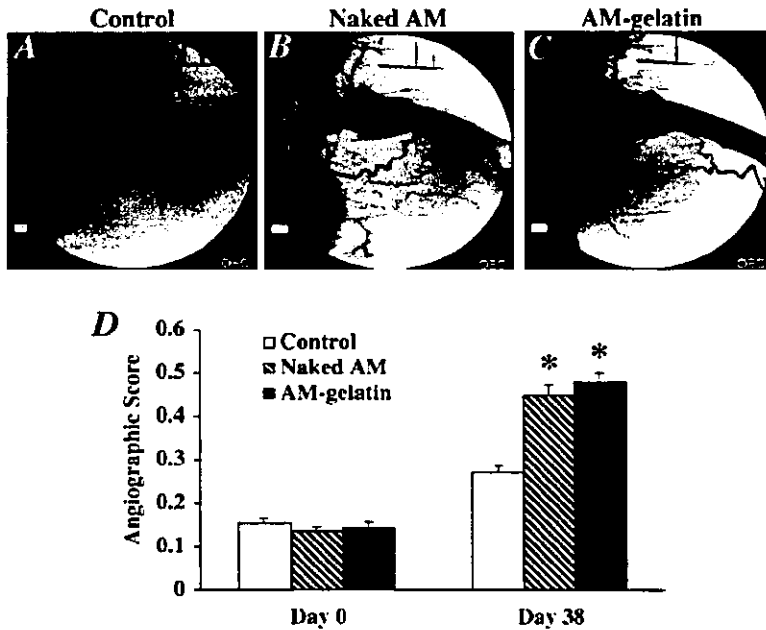 Control Naked AM AM-gelatin
A B C
OEC
D
Control
Naked AM
AM-gelatin
Angiographic Score
0.6
0.5
0.4
0.3
0.2
0.1
0
* *
Day 0 Day 38